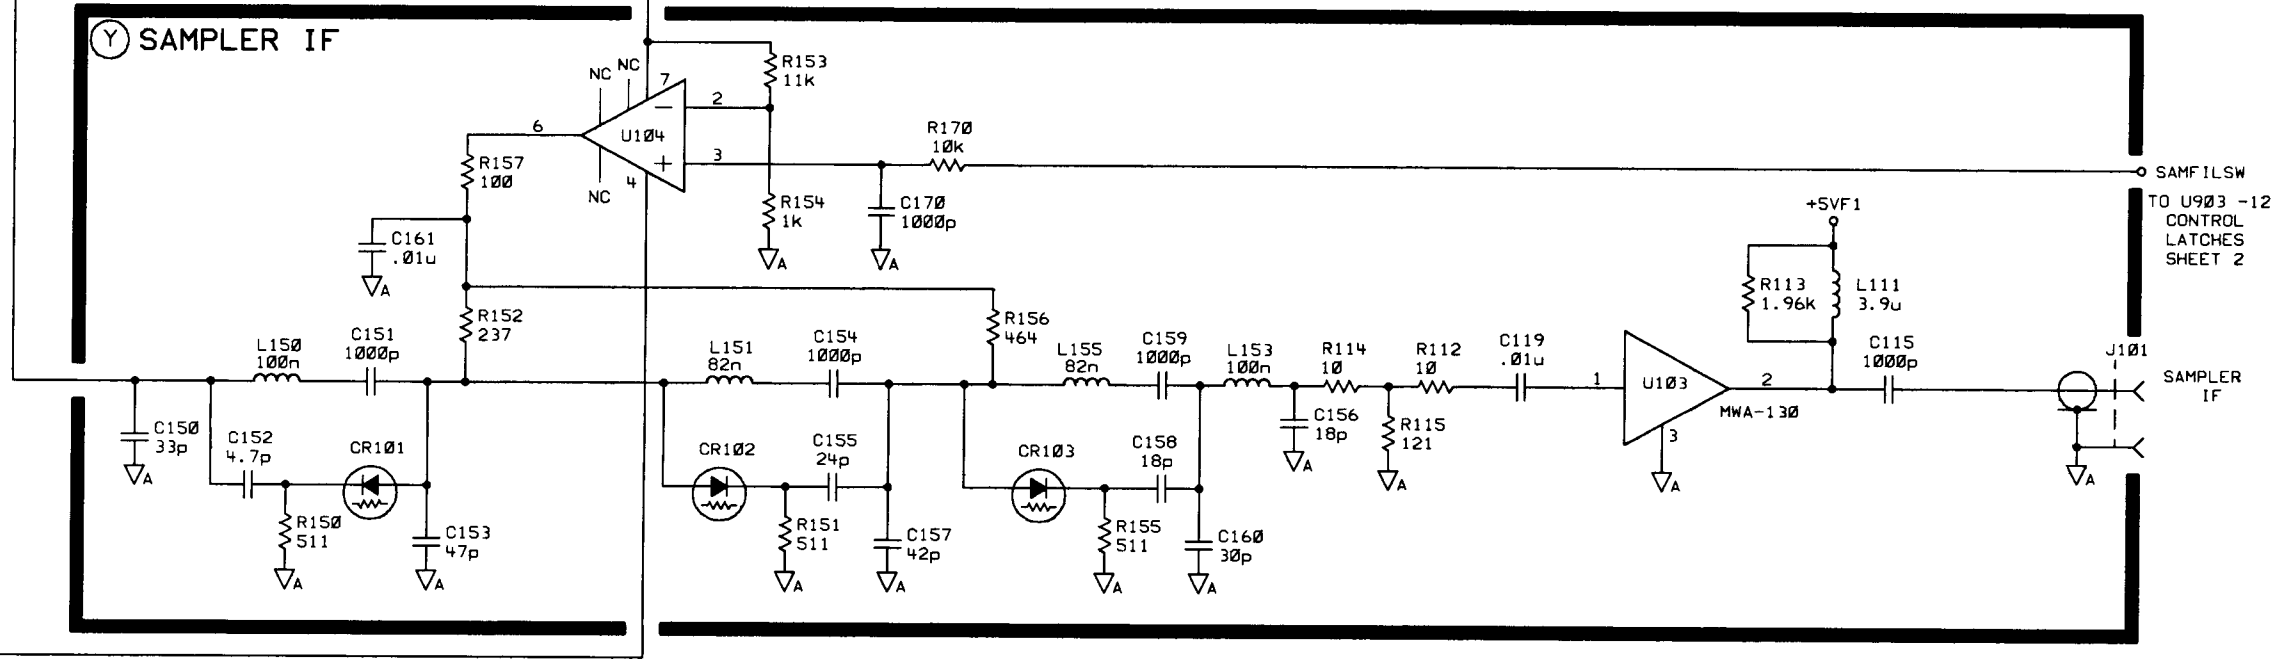 Y SAMPLER IF
NC
NC
7
2
6
U104
3
4
NC
R153
11k
R170
10k
R157
100
R154
1k
C170
1000p
C161
.01u
SAMFILSW
TO U903 -12
CONTROL
LATCHES
SHEET 2
+5VF1
R113
1.96k
L111
3.9u
R152
237
R156
464
L150
100n
C151
1000p
L151
82n
C154
1000p
L155
82n
C159
1000p
L153
100n
R114
10
R112
10
C119
.01u
1
U103
2
MWA-130
3
C115
1000p
J101
SAMPLER
IF
C150
33p
C152
4.7p
CR101
R150
511
C153
47p
CR102
C155
24p
R151
511
C157
42p
CR103
C158
18p
R155
511
C160
30p
C156
18p
R115
121
A
A
A
A
A
A
A
A
A
A
A
A
A
A